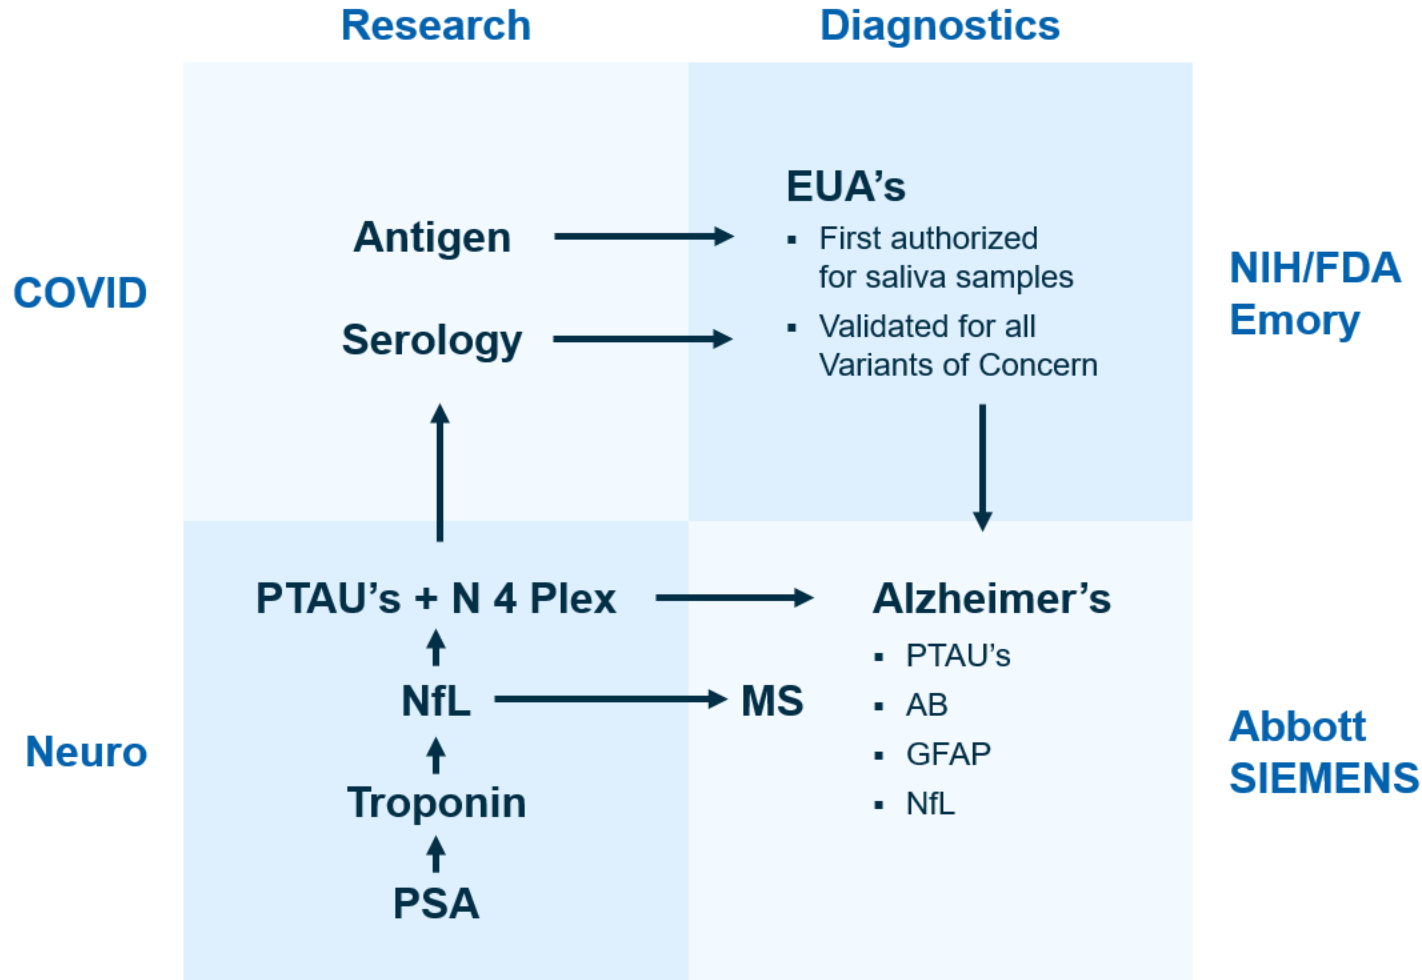 Research
Diagnostics
COVID
Antigen
Serology
EUA’s
▪ First authorized
for saliva samples
▪ Validated for all
Variants of Concern
NIH/FDA
Emory
Neuro
PTAU’s + N 4 Plex
NfL
Troponin
PSA
MS
Alzheimer’s
▪ PTAU’s
▪ AB
▪ GFAP
▪ NfL
Abbott
SIEMENS